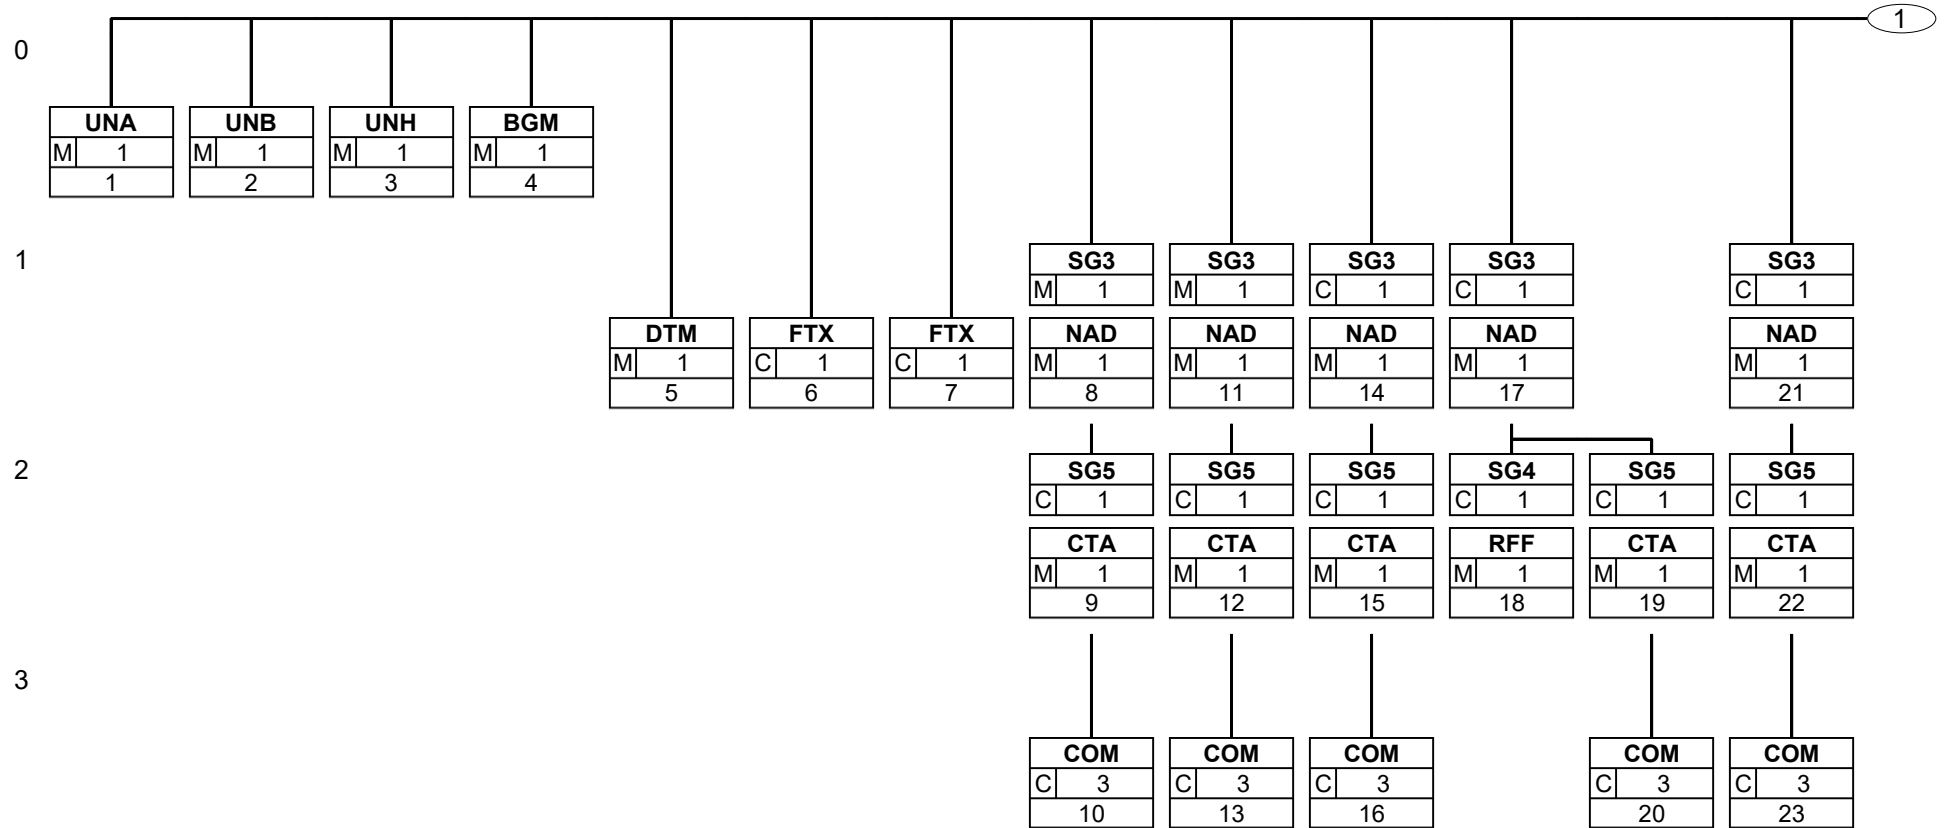 1
0
UNA UNB UNH BGM
M 1 M 1 M 1 M 1
1 2 3 4
1
SG3 SG3 SG3 SG3 SG3
M 1 M 1 C 1 C 1 C 1
DTM FTX FTX NAD NAD NAD NAD NAD
M 1 C 1 C 1 M 1 M 1 M 1 M 1 M 1
5 6 7 8 11 14 17 21
2
SG5 SG5 SG5 SG4 SG5 SG5
C 1 C 1 C 1 C 1 C 1 C 1
CTA CTA CTA RFF CTA CTA
M 1 M 1 M 1 M 1 M 1 M 1
9 12 15 18 19 22
3
COM COM COM COM COM
C 3 C 3 C 3 C 3 C 3
10 13 16 20 23